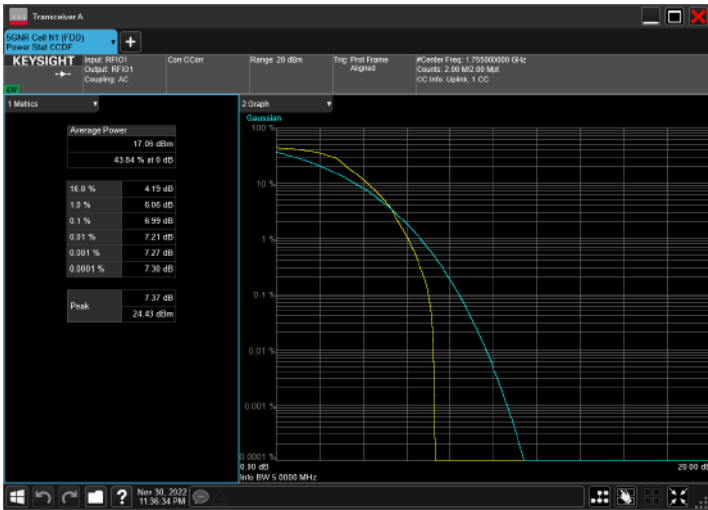 Transceiver A
5GNR Cell N1 (FDD)
Power Stat CCDF
KEYSIGHT
Input: RFIO1
Output: RFIO1
Coupling: AC
Corr CCorr
Range: 20 dBm
Trig: Prot Frame
Aligned
#Center Freq: 1.755000000 GHz
Counts: 2.00 M/2.00 Mpt
CC Info: Uplink, 1 CC
1 Metrics
Average Power
17.06 dBm
43.84 % at 0 dB
10.0 % 4.19 dB
1.0 % 6.06 dB
0.1 % 6.99 dB
0.01 % 7.21 dB
0.001 % 7.27 dB
0.0001 % 7.30 dB
Peak
7.37 dB
24.43 dBm
2 Graph
Gaussian
100 %
10 %
1 %
0.1 %
0.01 %
0.001 %
0.0001 %
0.00 dB
20.00 dB
Info BW 5.0000 MHz
?
Nov 30, 2022
11:36:34 PM